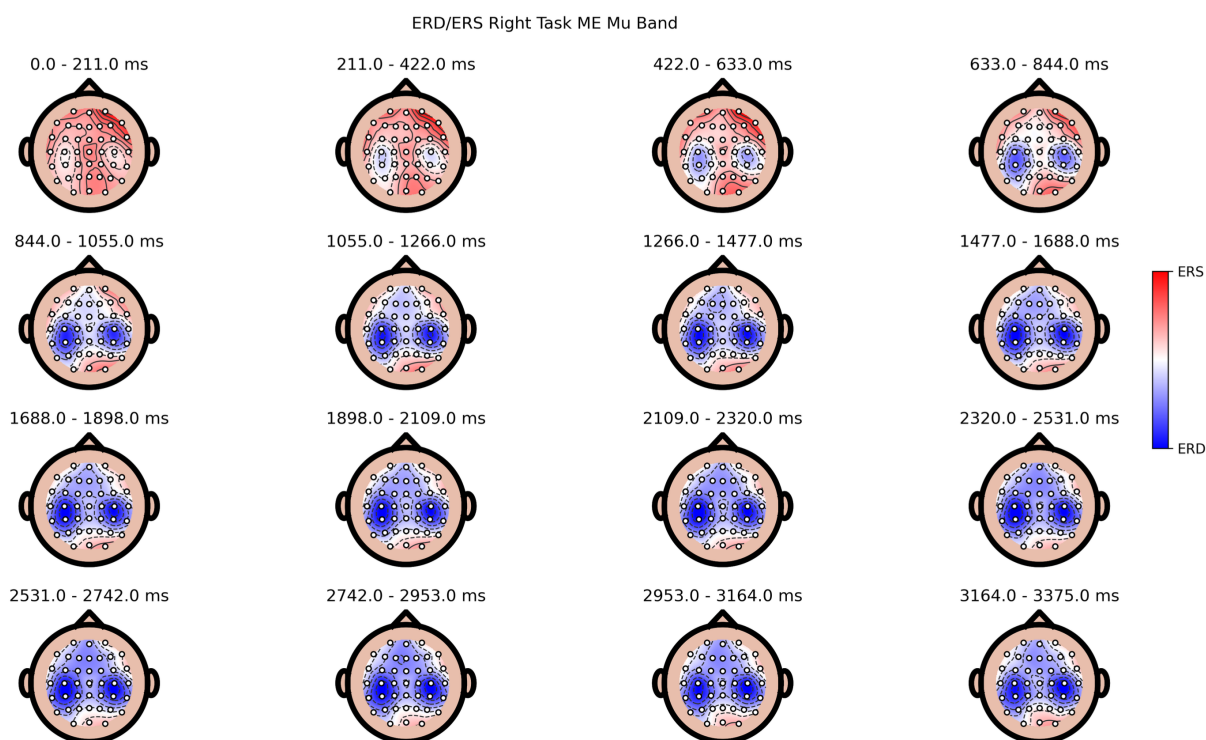 ERD/ERS Right Task ME Mu Band
0.0 - 211.0 ms
211.0 - 422.0 ms
422.0 - 633.0 ms
633.0 - 844.0 ms
844.0 - 1055.0 ms
1055.0 - 1266.0 ms
1266.0 - 1477.0 ms
1477.0 - 1688.0 ms
ERS
ERD
1688.0 - 1898.0 ms
1898.0 - 2109.0 ms
2109.0 - 2320.0 ms
2320.0 - 2531.0 ms
2531.0 - 2742.0 ms
2742.0 - 2953.0 ms
2953.0 - 3164.0 ms
3164.0 - 3375.0 ms